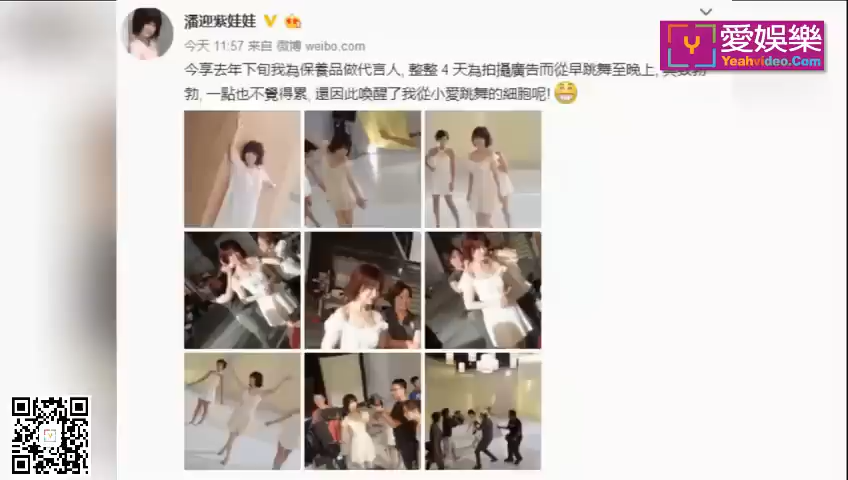 潘迎紫娃娃
今天 11:57 来自 微博 weibo.com
愛娛樂
Yeahvideo.Com
今享去年下旬我為保養品做代言人, 整整 4 天為拍攝廣告而從早跳舞至晚上,
勃, 一點也不覺得累, 還因此喚醒了我從小愛跳舞的細胞呢!